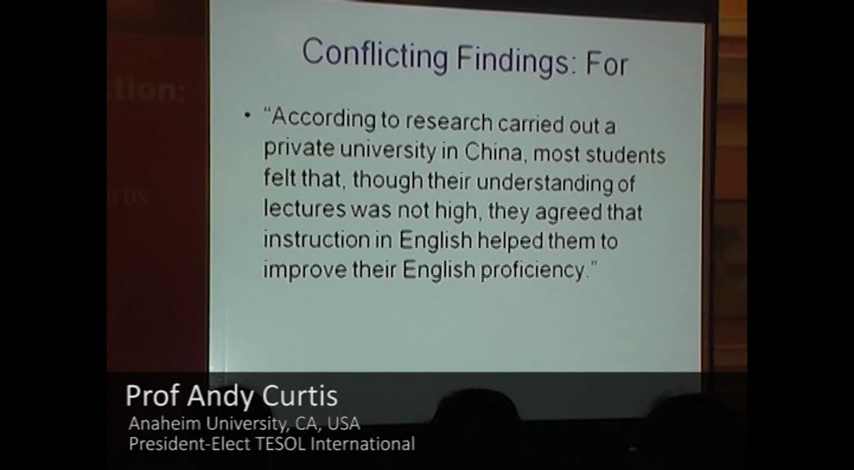 Conflicting Findings: For
• "According to research carried out a
private university in China, most students
felt that, though their understanding of
lectures was not high, they agreed that
instruction in English helped them to
improve their English proficiency."
Prof Andy Curtis
Anaheim University, CA, USA
President-Elect TESOL International